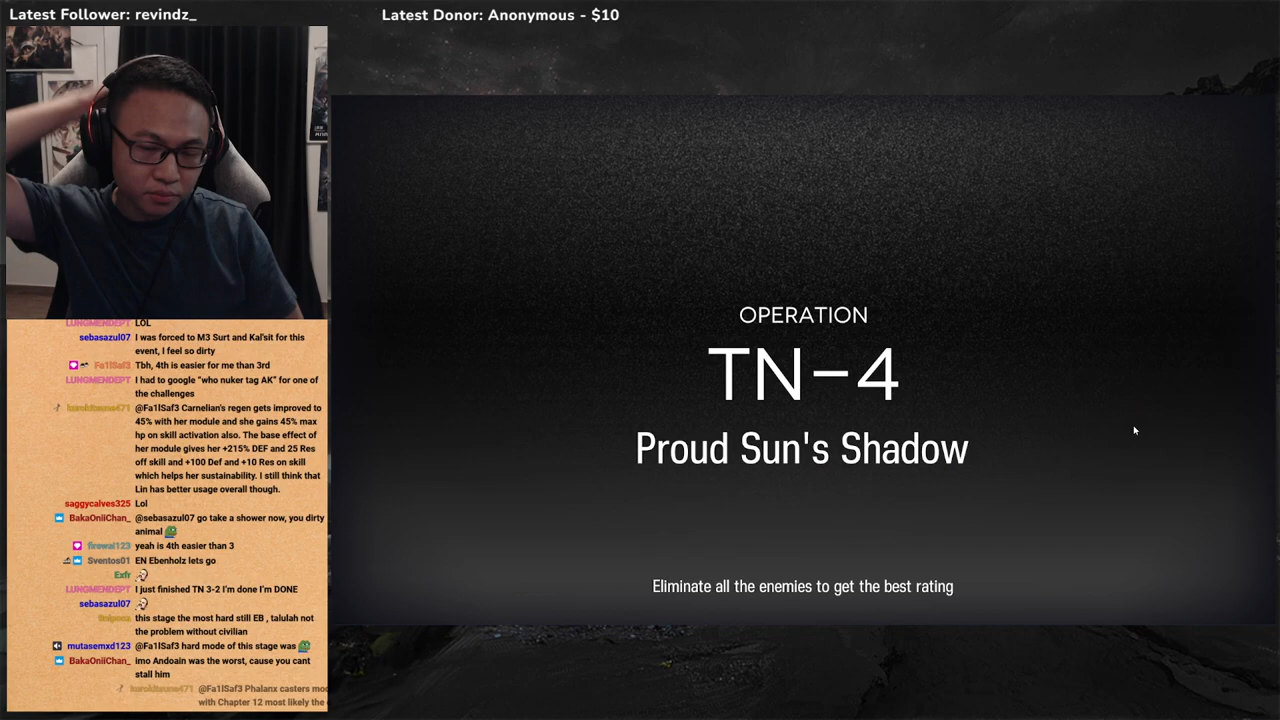 Latest Follower: revindz_
Latest Donor: Anonymous - $10
OPERATION
TN-4
Proud Sun's Shadow
Eliminate all the enemies to get the best rating
LUNGMENDEPT LOL
sebasazul07 I was forced to M3 Surt and Kal'sit for this
event, I feel so dirty
Fa1lSaf3 Tbh, 4th is easier for me than 3rd
LUNGMENDEPT I had to google “who nuker tag AK” for one of
the challenges
kurokitsune471 @Fa1lSaf3 Carnelian's regen gets improved to
45% with her module and she gains 45% max
hp on skill activation also. The base effect of
her module gives her +215% DEF and 25 Res
off skill and +100 Def and +10 Res on skill
which helps her sustainability. I still think that
Lin has better usage overall though.
saggycalves325 Lol
BakaOniiChan_ @sebasazul07 go take a shower now, you dirty
animal
firewal123 yeah is 4th easier than 3
Sventos01 EN Ebenholz lets go
Exfr
LUNGMENDEPT I just finished TN 3-2 I'm done I'm DONE
sebasazul07
this stage the most hard still EB , talulah not
the problem without civilian
mutasemxd123 @Fa1lSaf3 hard mode of this stage was
BakaOniiChan_ imo Andoain was the worst, cause you cant
stall him
kurokitsune471 @Fa1lSaf3 Phalanx casters mod
with Chapter 12 most likely the